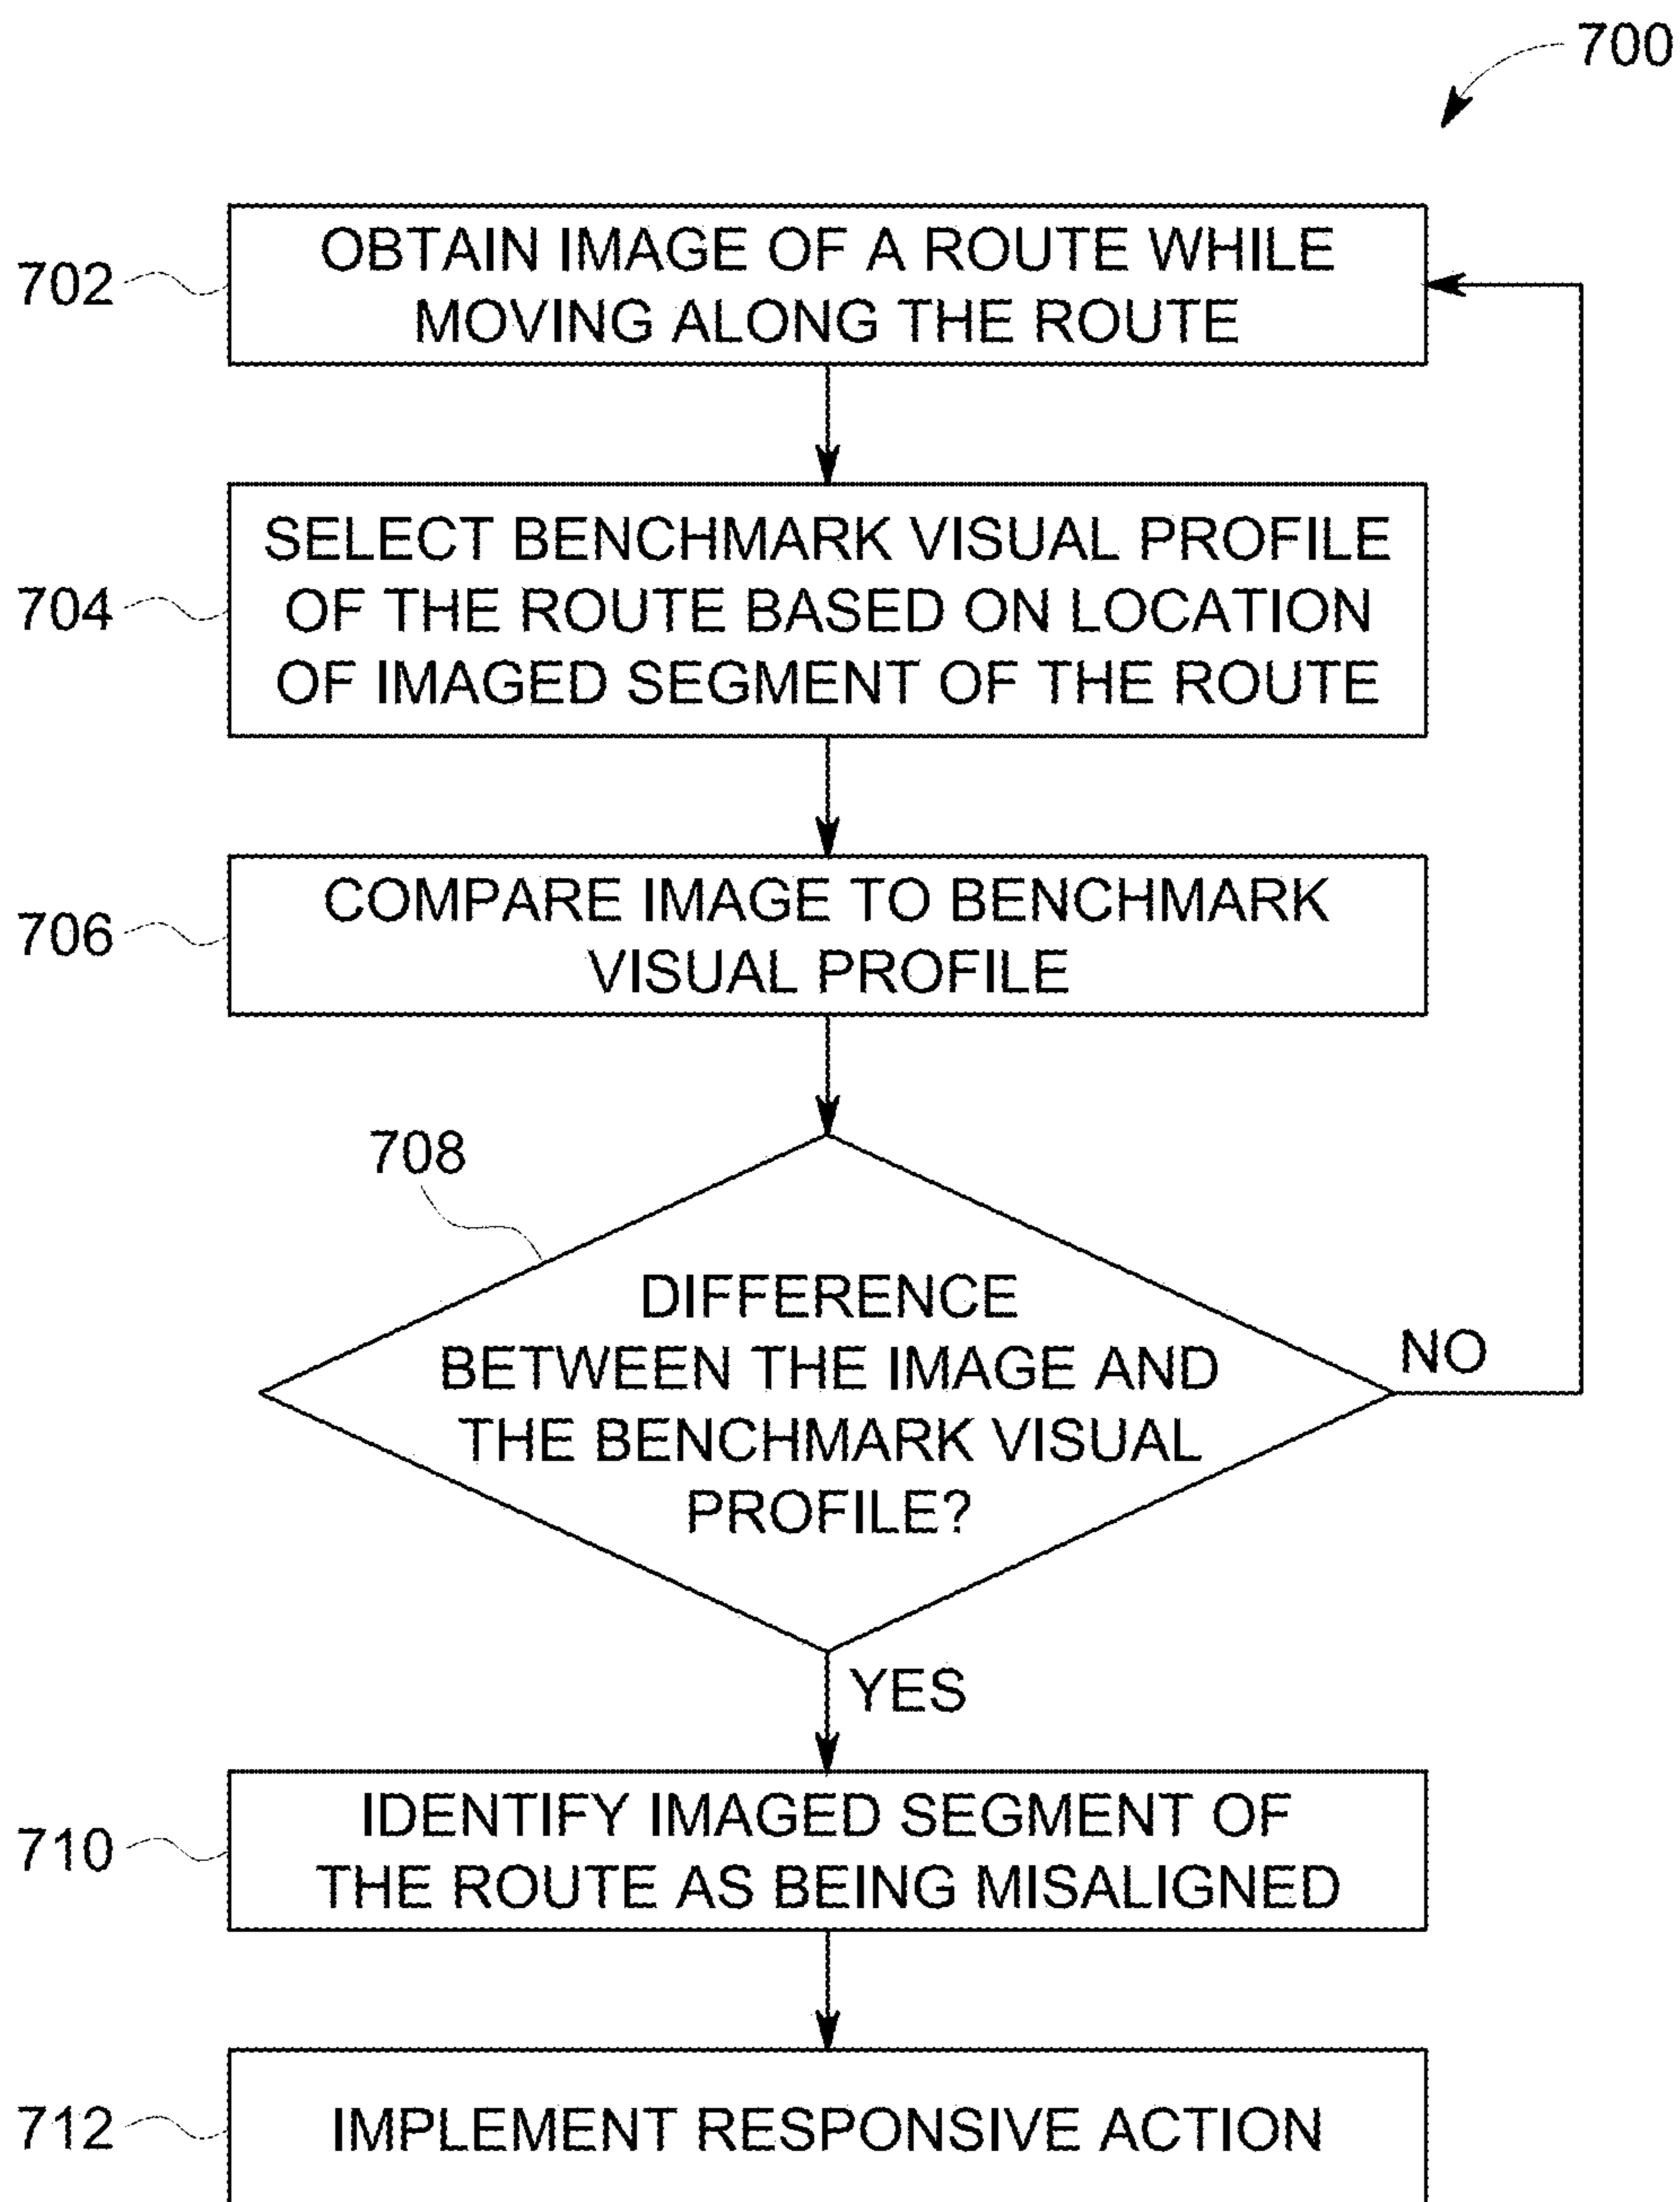 700
702
OBTAIN IMAGE OF A ROUTE WHILE
MOVING ALONG THE ROUTE
704
SELECT BENCHMARK VISUAL PROFILE
OF THE ROUTE BASED ON LOCATION
OF IMAGED SEGMENT OF THE ROUTE
706
COMPARE IMAGE TO BENCHMARK
VISUAL PROFILE
708
DIFFERENCE
BETWEEN THE IMAGE AND
THE BENCHMARK VISUAL
PROFILE?
NO
YES
710
IDENTIFY IMAGED SEGMENT OF
THE ROUTE AS BEING MISALIGNED
712
IMPLEMENT RESPONSIVE ACTION